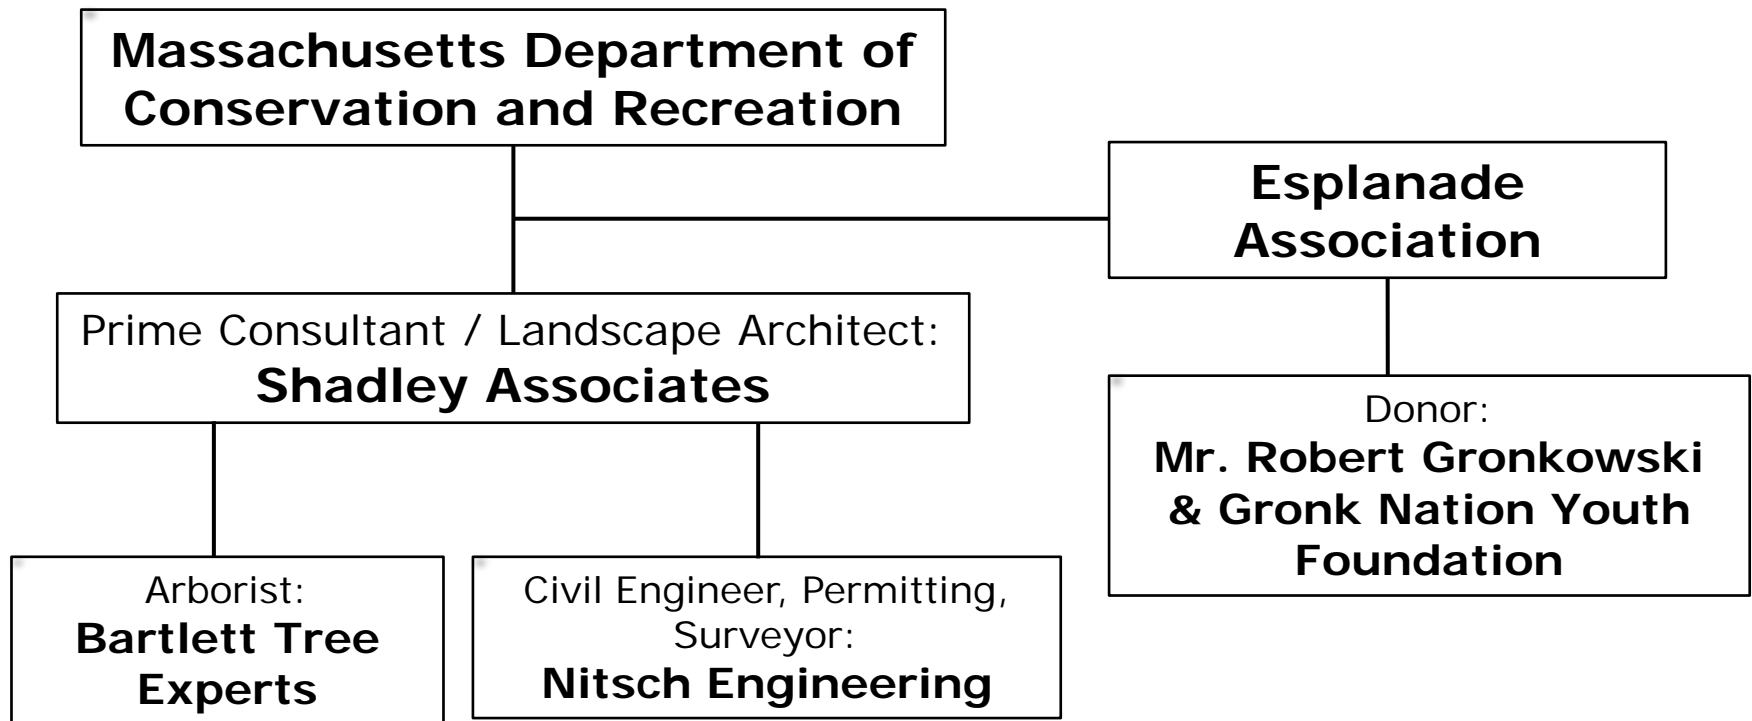 Massachusetts Department of
Conservation and Recreation
Esplanade
Association
Prime Consultant / Landscape Architect:
Shadley Associates
Donor:
Mr. Robert Gronkowski
& Gronk Nation Youth
Foundation
Arborist:
Bartlett Tree
Experts
Civil Engineer, Permitting,
Surveyor:
Nitsch Engineering